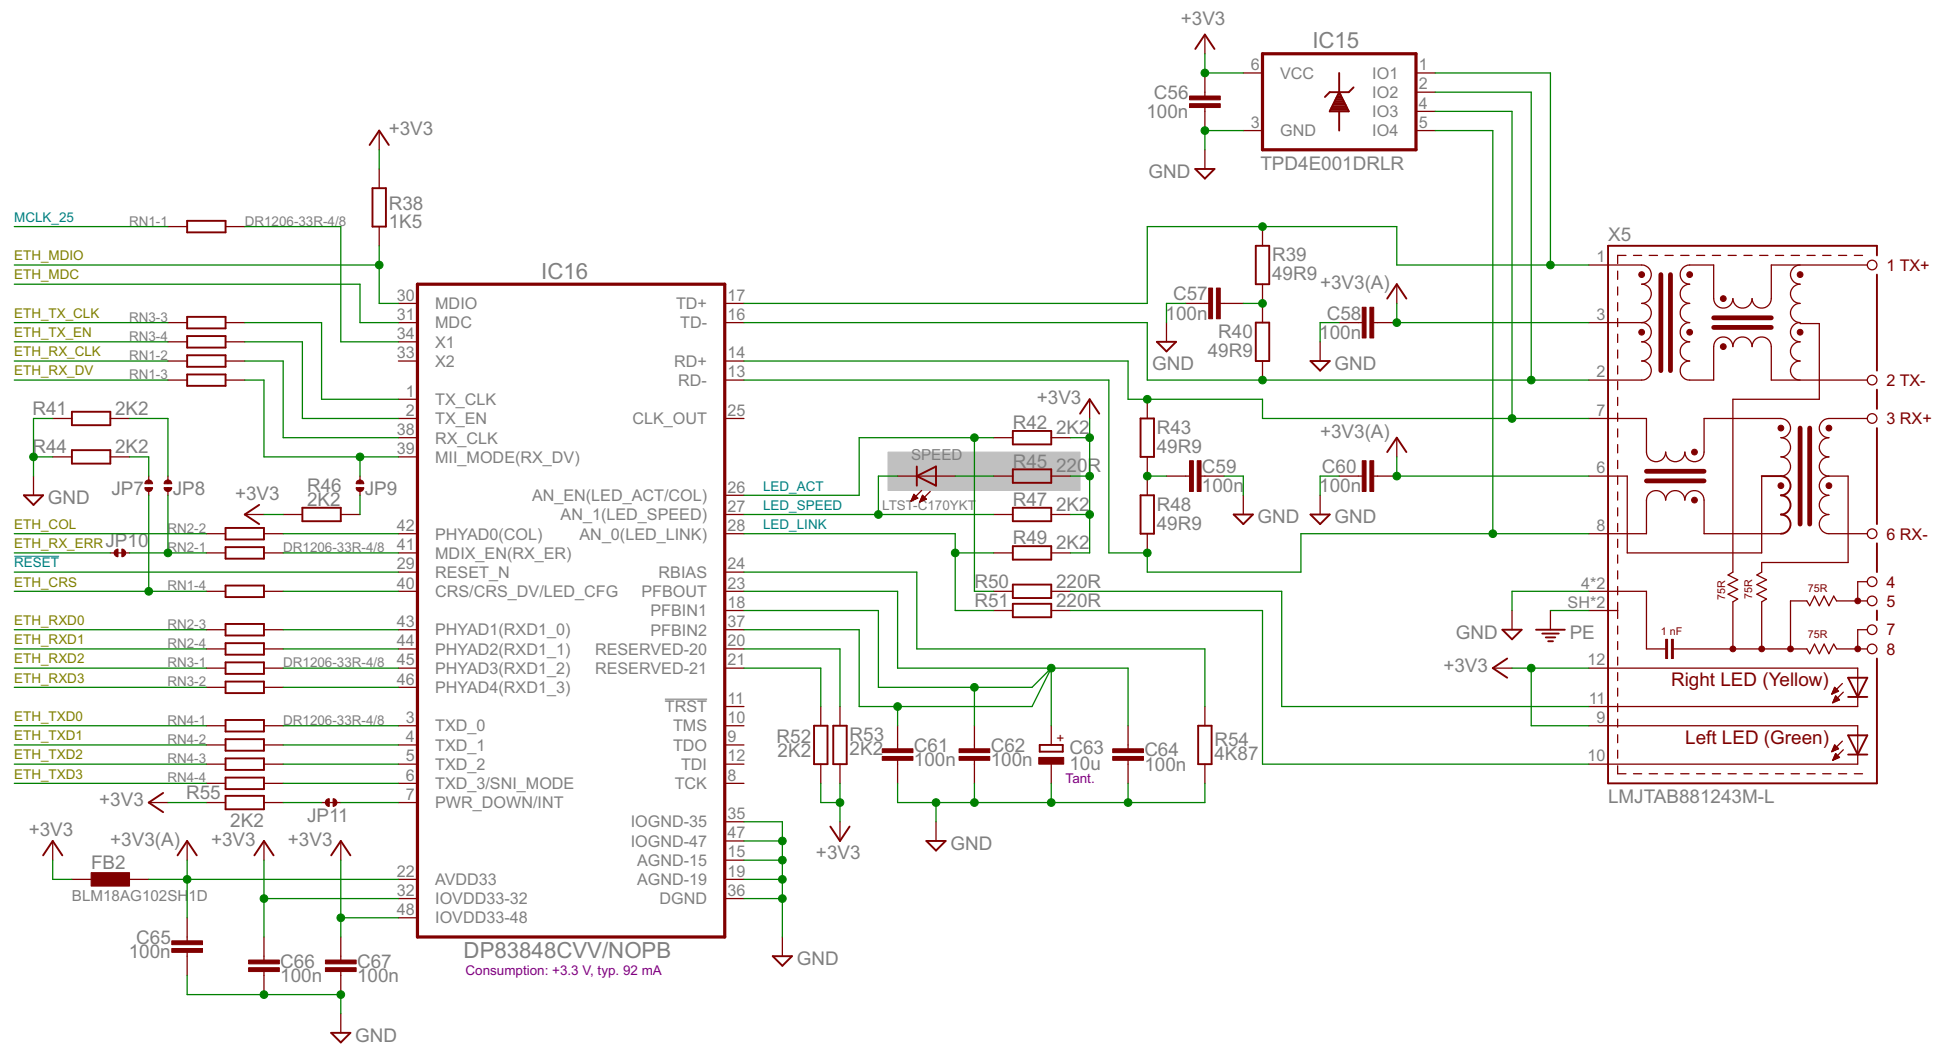 +3V3
IC15
6 VCC IO1 1
IO2 2
IO3 4
3 GND IO4 5
C56
100n
GND
TPD4E001DRLR
+3V3
R38
1K5
MCLK_25 RN1-1 DR1206-33R-4/8
ETH_MDIO
ETH_MDC
ETH_TX_CLK RN3-3
ETH_TX_EN RN3-4
ETH_RX_CLK RN1-2
ETH_RX_DV RN1-3
R41 2K2
R44 2K2
GND
JP7 JP8
+3V3
R46
2K2
JP9
ETH_COL RN2-2
ETH_RX_ERR JP10 RN2-1 DR1206-33R-4/8
RESET
ETH_CRS RN1-4
ETH_RXD0 RN2-3
ETH_RXD1 RN2-4
ETH_RXD2 RN3-1 DR1206-33R-4/8
ETH_RXD3 RN3-2
ETH_TXD0 RN4-1 DR1206-33R-4/8
ETH_TXD1 RN4-2
ETH_TXD2 RN4-3
ETH_TXD3 RN4-4
+3V3 R55 2K2 JP11
+3V3 +3V3(A) +3V3 +3V3
FB2
BLM18AG102SH1D
C65
100n
C66
100n
C67
100n
GND
IC16
30 MDIO
31 MDC
34 X1
33 X2
1 TX_CLK
2 TX_EN
38 RX_CLK
39 MII_MODE(RX_DV)
42 PHYAD0(COL)
41 MDIX_EN(RX_ER)
29 RESET_N
40 CRS/CRS_DV/LED_CFG
43 PHYAD1(RXD1_0)
44 PHYAD2(RXD1_1)
45 PHYAD3(RXD1_2)
46 PHYAD4(RXD1_3)
3 TXD_0
4 TXD_1
5 TXD_2
6 TXD_3/SNI_MODE
7 PWR_DOWN/INT
22 AVDD33
32 IOVDD33-32
48 IOVDD33-48
TD+ 17
TD- 16
RD+ 14
RD- 13
CLK_OUT 25
AN_EN(LED_ACT/COL) 26
AN_1(LED_SPEED) 27
AN_0(LED_LINK) 28
RBIAS 24
PFBOUT 23
PFBIN1 18
PFBIN2 37
RESERVED-20 20
RESERVED-21 21
TRST 11
TMS 10
TDO 9
TDI 12
TCK 8
IOGND-35 35
IOGND-47 47
AGND-15 15
AGND-19 19
DGND 36
DP83848CVV/NOPB
Consumption: +3.3 V, typ. 92 mA
GND
LED_ACT
LED_SPEED
LED_LINK
SPEED
LTST-C170YKT
+3V3
R42 2K2
R45 220R
R47 2K2
R49 2K2
R50 220R
R51 220R
R52
2K2
R53
2K2
+3V3
C61
100n
C62
100n
C63
10u
Tant.
+
C64
100n
R54
4K87
GND
R39
49R9
C57
100n
R40
49R9
GND
+3V3(A)
C58
100n
GND
R43
49R9
C59
100n
R48
49R9
GND
+3V3(A)
C60
100n
GND
GND
PE
+3V3
X5
1
3
2
7
6
8
4*2
SH*2
12
11
9
10
1 TX+
2 TX-
3 RX+
6 RX-
4
5
7
8
75R
75R
75R
75R
1 nF
Right LED (Yellow)
Left LED (Green)
LMJTAB881243M-L